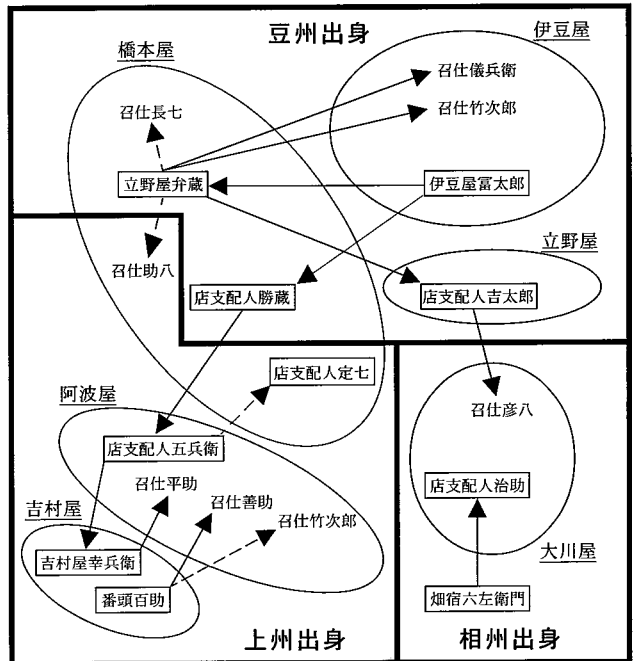 豆州出身
伊豆屋
橋本屋
召仕儀兵衛
召仕長七
召仕竹次郎
立野屋弁蔵
伊豆屋冨太郎
立野屋
召仕助八
店支配人勝蔵
店支配人吉太郎
店支配人定七
阿波屋
召仕彦八
店支配人五兵衛
召仕平助
店支配人治助
召仕善助
吉村屋
召仕竹次郎
大川屋
吉村屋幸兵衛
番頭百助
畑宿六左衛門
上州出身
相州出身